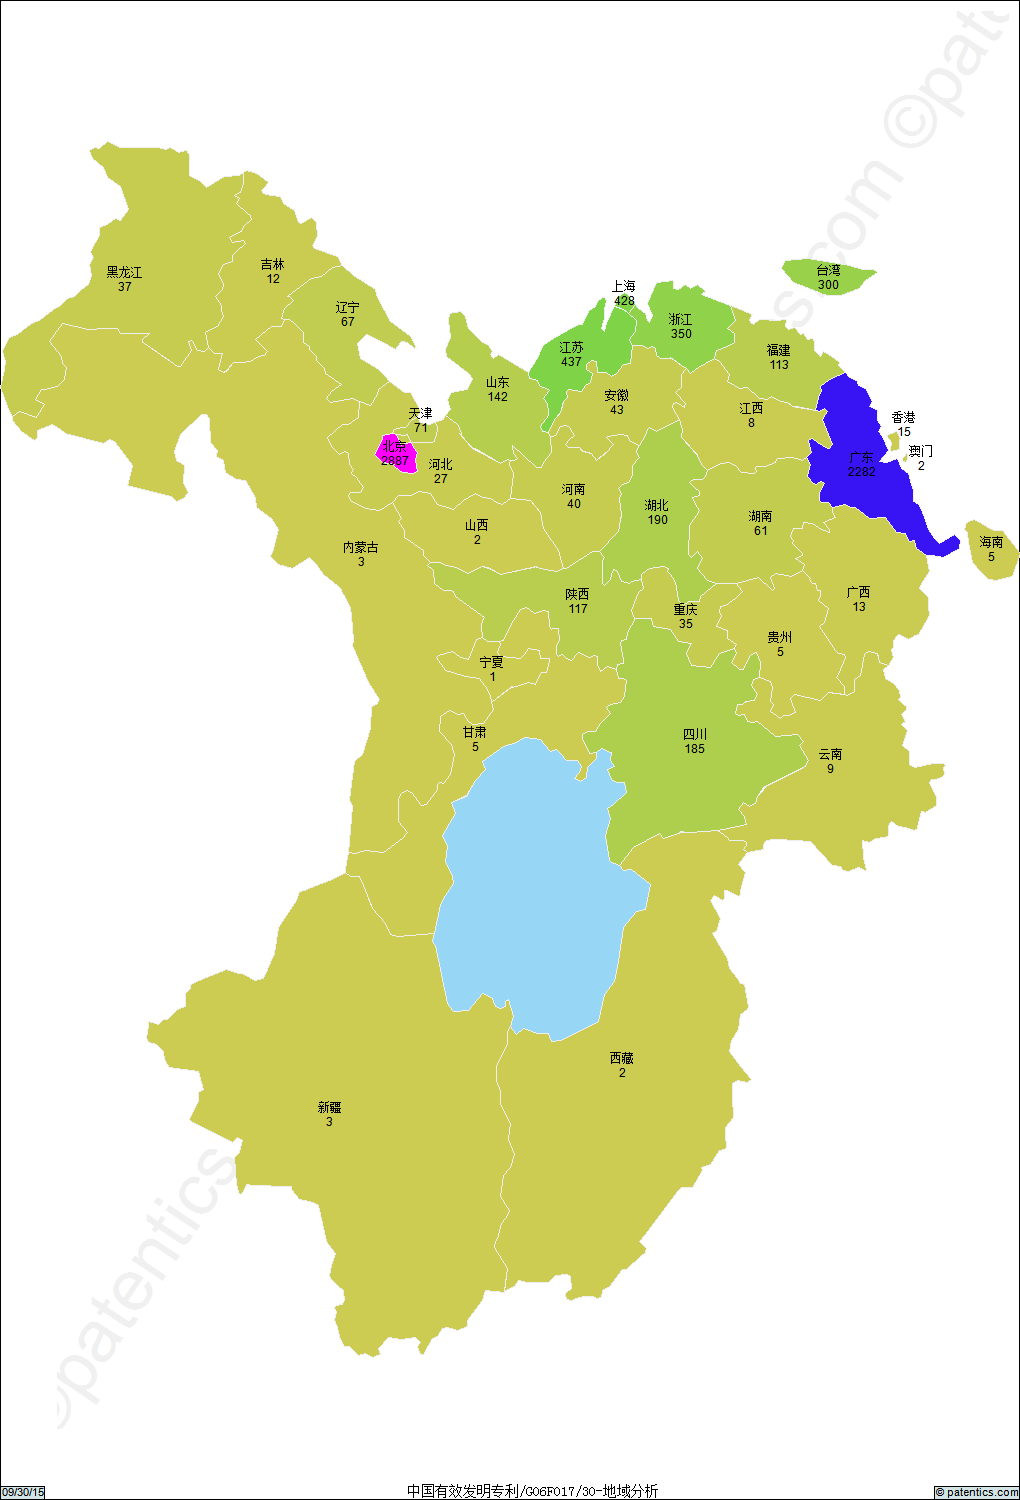 ©patentics.com ©pate
黑龙江
37
吉林
12
辽宁
67
台湾
300
上海
428
浙江
350
江苏
437
福建
113
山东
142
安徽
43
江西
8
天津
71
香港
15
北京
2887
河北
27
澳门
2
广东
2282
河南
40
湖北
190
湖南
61
山西
2
海南
5
内蒙古
3
陕西
117
广西
13
重庆
35
贵州
5
宁夏
1
甘肃
5
四川
185
云南
9
西藏
2
新疆
3
09/30/15
中国有效发明专利/G06F017/30-地域分析
© patentics.com